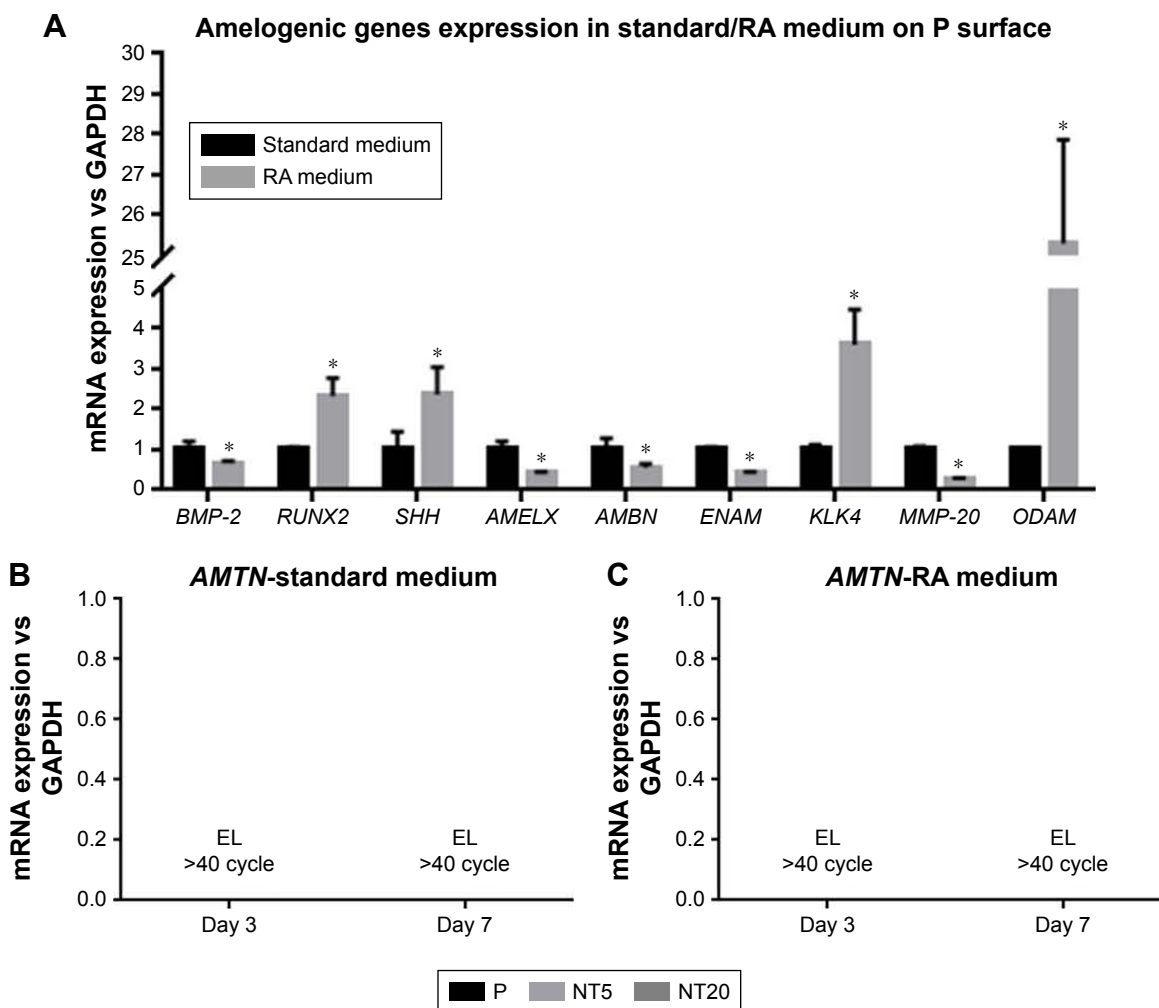 A
Amelogenic genes expression in standard/RA medium on P surface
mRNA expression vs GAPDH
30
29
28
27
26
25
5
4
3
2
1
0
Standard medium
RA medium
* * * * * * * * *
BMP-2 RUNX2 SHH AMELX AMBN ENAM KLK4 MMP-20 ODAM
B
AMTN-standard medium
mRNA expression vs
GAPDH
1.0
0.8
0.6
0.4
0.2
0.0
EL
>40 cycle
EL
>40 cycle
Day 3 Day 7
C
AMTN-RA medium
mRNA expression vs
GAPDH
1.0
0.8
0.6
0.4
0.2
0.0
EL
>40 cycle
EL
>40 cycle
Day 3 Day 7
P NT5 NT20